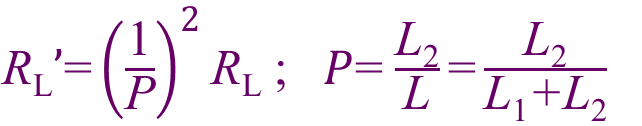 R_L’=(1/P)^2 R_L ; P=L_2/L=L_2/(L_1+L_2)